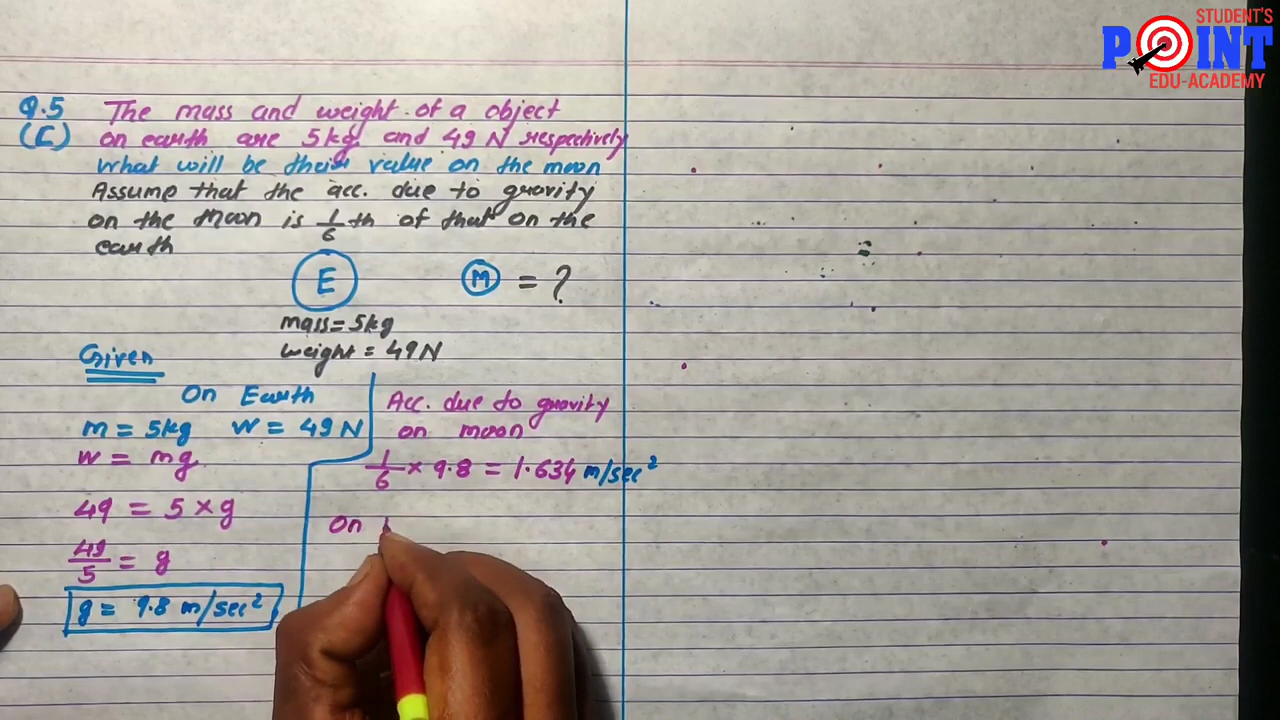 STUDENT'S
POINT
EDU-ACADEMY
Q.5 The mass and weight of a object
(C) on earth are 5kg and 49 N respectively
What will be their value on the moon
Assume that the acc. due to gravity
on the Moon is 1/6 th of that on the
earth
E M = ?
mass = 5kg
weight = 49N
Given
On Earth
m = 5kg W = 49 N
W = mg
49 = 5 × g
49/5 = g
g = 9.8 m/sec²
Acc. due to gravity
on moon
1/6 × 9.8 = 1.634 m/sec²
On